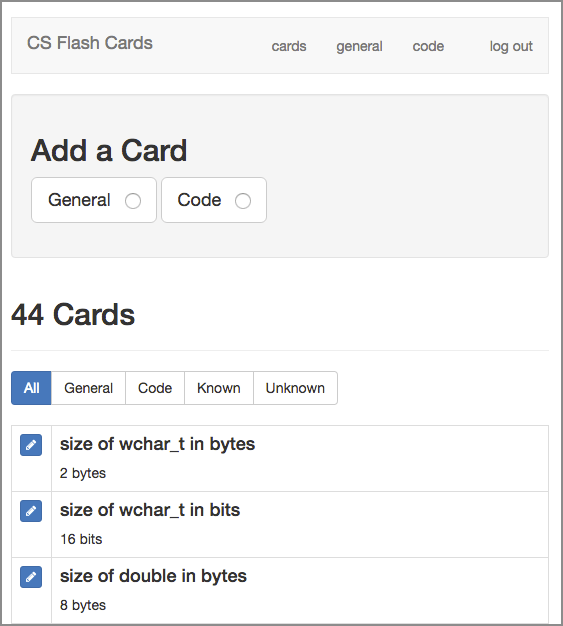 CS Flash Cards cards general code log out
Add a Card
General Code
44 Cards
All General Code Known Unknown
size of wchar_t in bytes
2 bytes
size of wchar_t in bits
16 bits
size of double in bytes
8 bytes